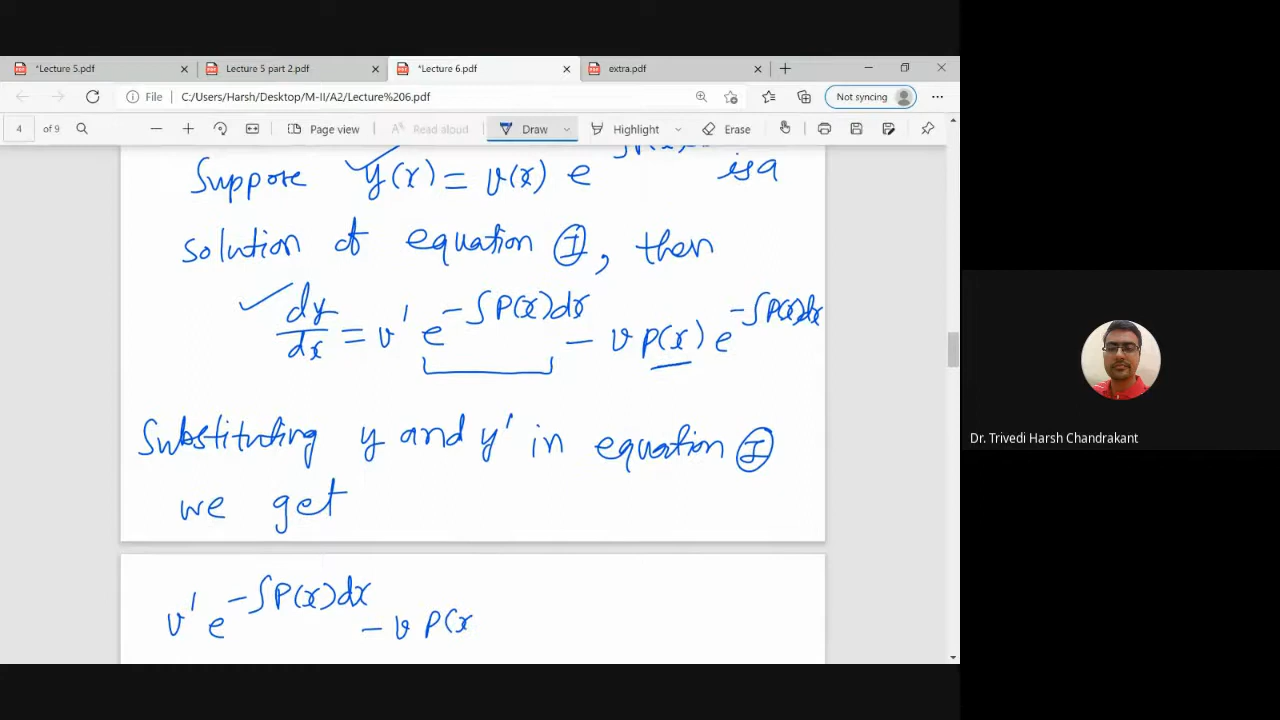 *Lecture 5.pdf
Lecture 5 part 2.pdf
*Lecture 6.pdf
extra.pdf
File
C:/Users/Harsh/Desktop/M-II/A2/Lecture%206.pdf
Not syncing
4 of 9
Page view
Read aloud
Draw
Highlight
Erase
Suppose y(x) = v(x) e is a
solution of equation I, then
dy/dx = v' e^-∫P(x)dx - v P(x) e^-∫P(x)dx
Substituting y and y' in equation I
we get
v' e^-∫P(x)dx - v P(x
Dr. Trivedi Harsh Chandrakant